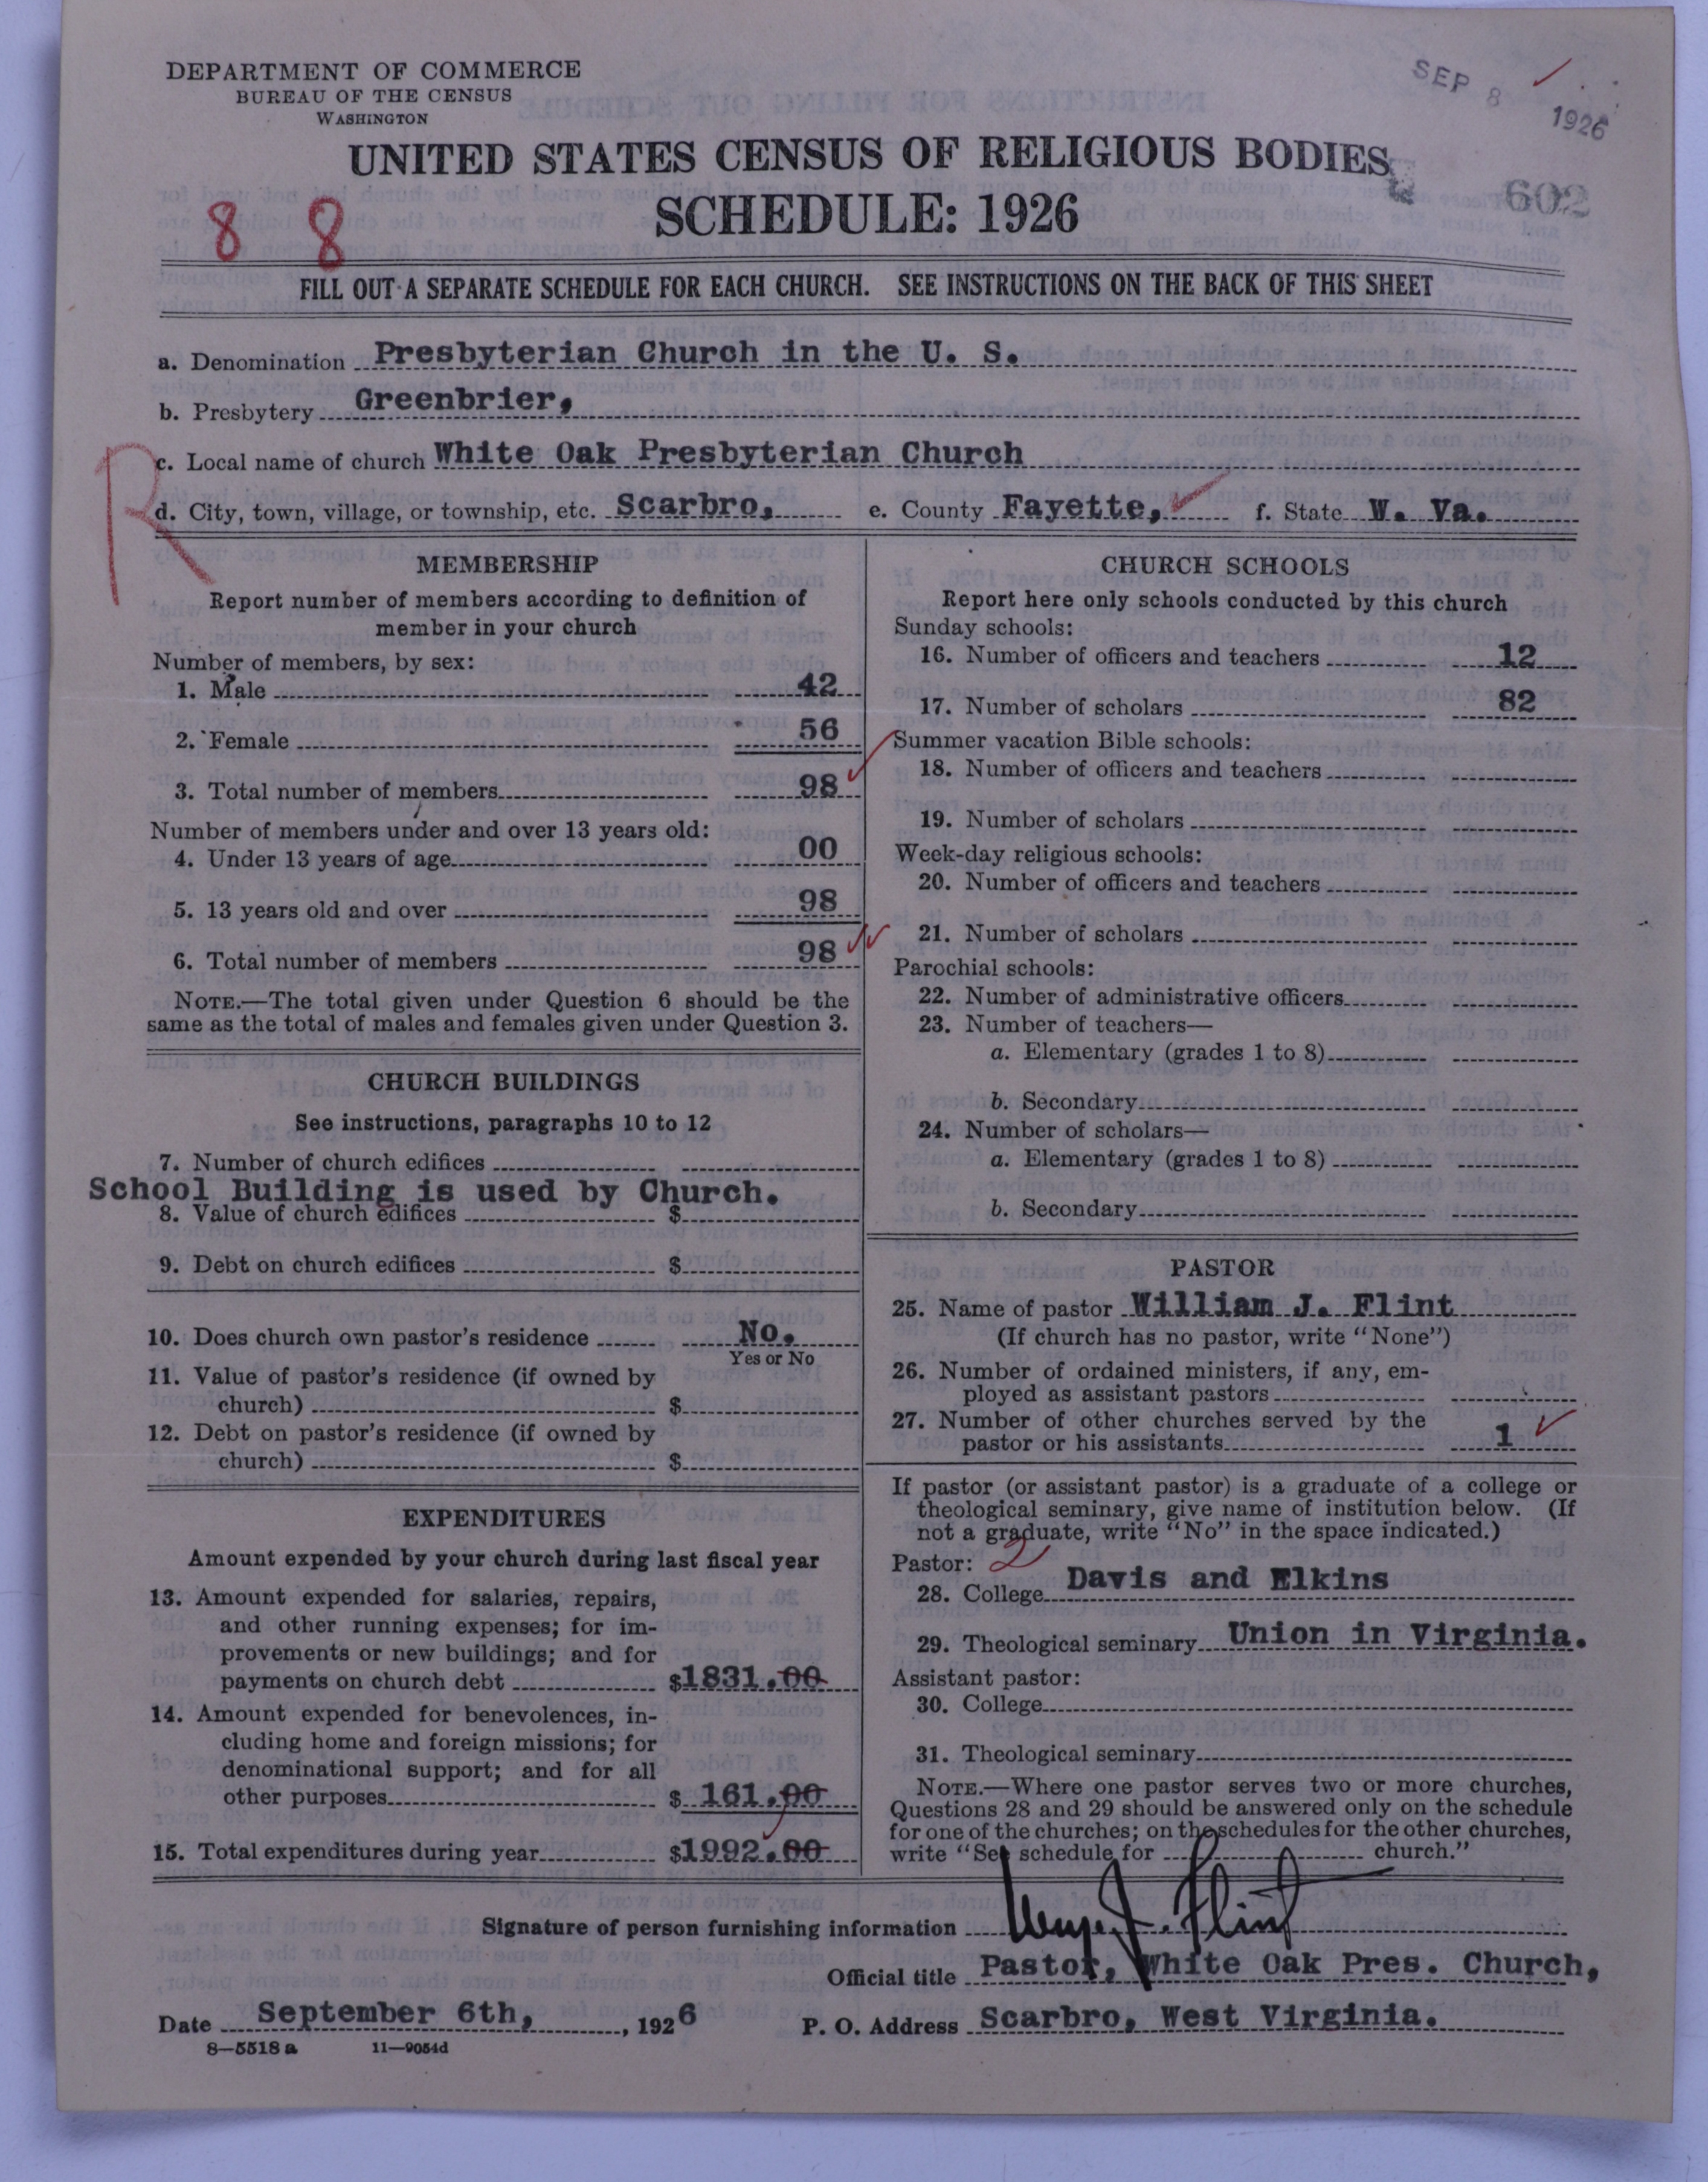 DEPARTMENT OF COMMERCE
BUREAU OF THE CENSUS
WASHINGTON
SEP 8 1926
UNITED STATES CENSUS OF RELIGIOUS BODIES
SCHEDULE: 1926
602
8 8
FILL OUT A SEPARATE SCHEDULE FOR EACH CHURCH. SEE INSTRUCTIONS ON THE BACK OF THIS SHEET
a. Denomination Presbyterian Church in the U. S.
b. Presbytery Greenbrier,
R
c. Local name of church White Oak Presbyterian Church
d. City, town, village, or township, etc. Scarbro, e. County Fayette, f. State W. Va.
MEMBERSHIP
Report number of members according to definition of
member in your church
Number of members, by sex:
1. Male 42
2. Female 56
3. Total number of members 98
Number of members under and over 13 years old:
4. Under 13 years of age 00
5. 13 years old and over 98
6. Total number of members 98
NOTE.—The total given under Question 6 should be the
same as the total of males and females given under Question 3.
CHURCH BUILDINGS
See instructions, paragraphs 10 to 12
7. Number of church edifices
School Building is used by Church.
8. Value of church edifices $
9. Debt on church edifices $
10. Does church own pastor's residence No.
Yes or No
11. Value of pastor's residence (if owned by
church) $
12. Debt on pastor's residence (if owned by
church) $
EXPENDITURES
Amount expended by your church during last fiscal year
13. Amount expended for salaries, repairs,
and other running expenses; for im-
provements or new buildings; and for
payments on church debt $1831.00
14. Amount expended for benevolences, in-
cluding home and foreign missions; for
denominational support; and for all
other purposes $ 161.00
15. Total expenditures during year $1992.00
CHURCH SCHOOLS
Report here only schools conducted by this church
Sunday schools:
16. Number of officers and teachers 12
17. Number of scholars 82
Summer vacation Bible schools:
18. Number of officers and teachers
19. Number of scholars
Week-day religious schools:
20. Number of officers and teachers
21. Number of scholars
Parochial schools:
22. Number of administrative officers
23. Number of teachers—
a. Elementary (grades 1 to 8)
b. Secondary
24. Number of scholars—
a. Elementary (grades 1 to 8)
b. Secondary
PASTOR
25. Name of pastor William J. Flint
(If church has no pastor, write "None")
26. Number of ordained ministers, if any, em-
ployed as assistant pastors
27. Number of other churches served by the
pastor or his assistants 1
If pastor (or assistant pastor) is a graduate of a college or
theological seminary, give name of institution below. (If
not a graduate, write "No" in the space indicated.)
Pastor: 2
28. College Davis and Elkins
29. Theological seminary Union in Virginia.
Assistant pastor:
30. College
31. Theological seminary
NOTE.—Where one pastor serves two or more churches,
Questions 28 and 29 should be answered only on the schedule
for one of the churches; on the schedules for the other churches,
write "See schedule for church."
Signature of person furnishing information Wm. J. Flint
Official title Pastor, White Oak Pres. Church,
Date September 6th, , 1926 P. O. Address Scarbro, West Virginia.
8—5518 a 11—9054d